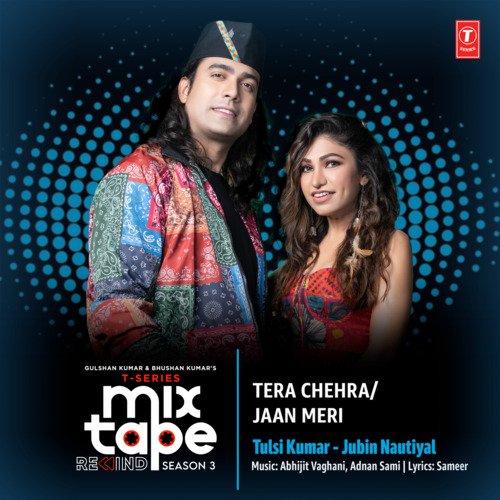 T
SERIES
GULSHAN KUMAR & BHUSHAN KUMAR'S
T-SERIES
mix
tape
REWIND SEASON 3
TERA CHEHRA/
JAAN MERI
Tulsi Kumar - Jubin Nautiyal
Music: Abhijit Vaghani, Adnan Sami | Lyrics: Sameer